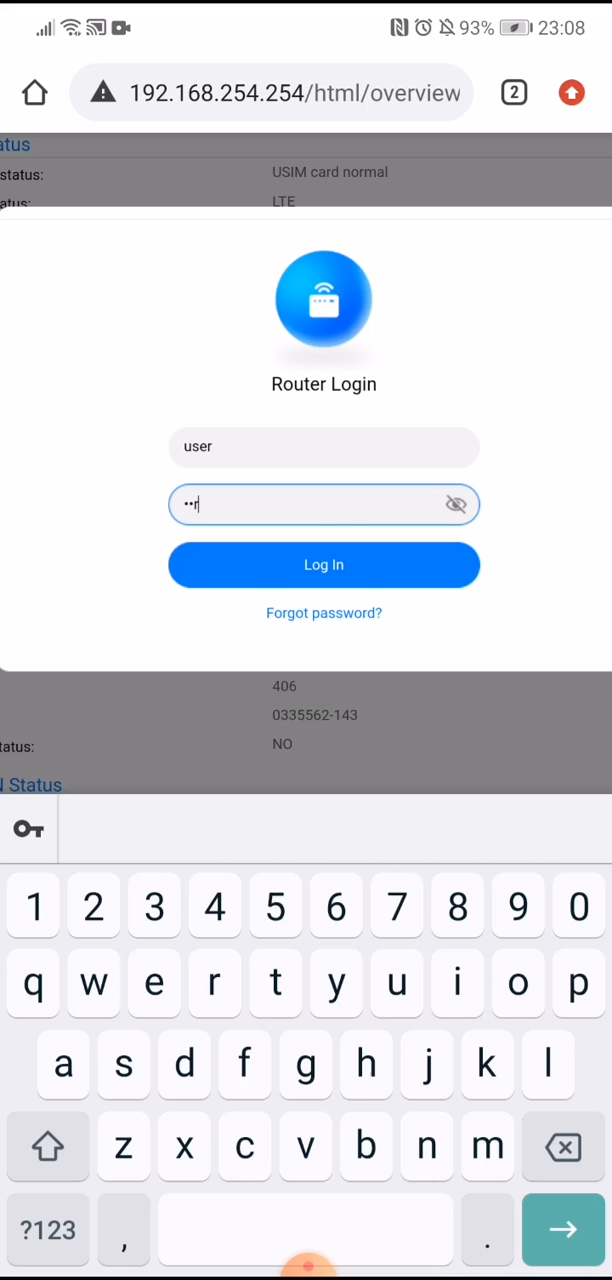 93% 23:08
192.168.254.254/html/overview 2
atus
status: USIM card normal
atus: LTE
Router Login
user
••r
Log In
Forgot password?
406
0335562-143
tatus: NO
N Status
1 2 3 4 5 6 7 8 9 0
q w e r t y u i o p
a s d f g h j k l
z x c v b n m
?123 , .